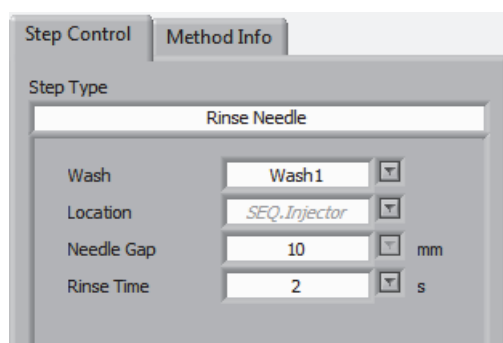 Step Control Method Info
Step Type
Rinse Needle
Wash Wash1
Location SEQ.Injector
Needle Gap 10 mm
Rinse Time 2 s